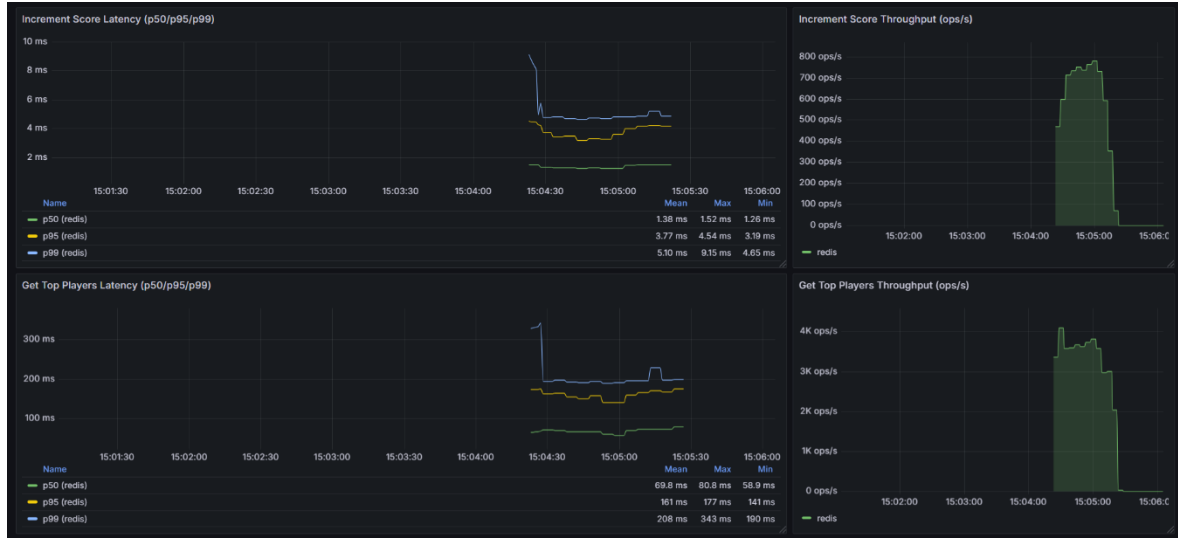 Increment Score Latency (p50/p95/p99)
10 ms
8 ms
6 ms
4 ms
2 ms
15:01:30 15:02:00 15:02:30 15:03:00 15:03:30 15:04:00 15:04:30 15:05:00 15:05:30 15:06:00
Name Mean Max Min
p50 (redis) 1.38 ms 1.52 ms 1.26 ms
p95 (redis) 3.77 ms 4.54 ms 3.19 ms
p99 (redis) 5.10 ms 9.15 ms 4.65 ms
Increment Score Throughput (ops/s)
800 ops/s
700 ops/s
600 ops/s
500 ops/s
400 ops/s
300 ops/s
200 ops/s
100 ops/s
0 ops/s
15:02:00 15:03:00 15:04:00 15:05:00 15:06:0
redis
Get Top Players Latency (p50/p95/p99)
300 ms
200 ms
100 ms
15:01:30 15:02:00 15:02:30 15:03:00 15:03:30 15:04:00 15:04:30 15:05:00 15:05:30 15:06:00
Name Mean Max Min
p50 (redis) 69.8 ms 80.8 ms 58.9 ms
p95 (redis) 161 ms 177 ms 141 ms
p99 (redis) 208 ms 343 ms 190 ms
Get Top Players Throughput (ops/s)
4K ops/s
3K ops/s
2K ops/s
1K ops/s
0 ops/s
15:02:00 15:03:00 15:04:00 15:05:00 15:06:0
redis